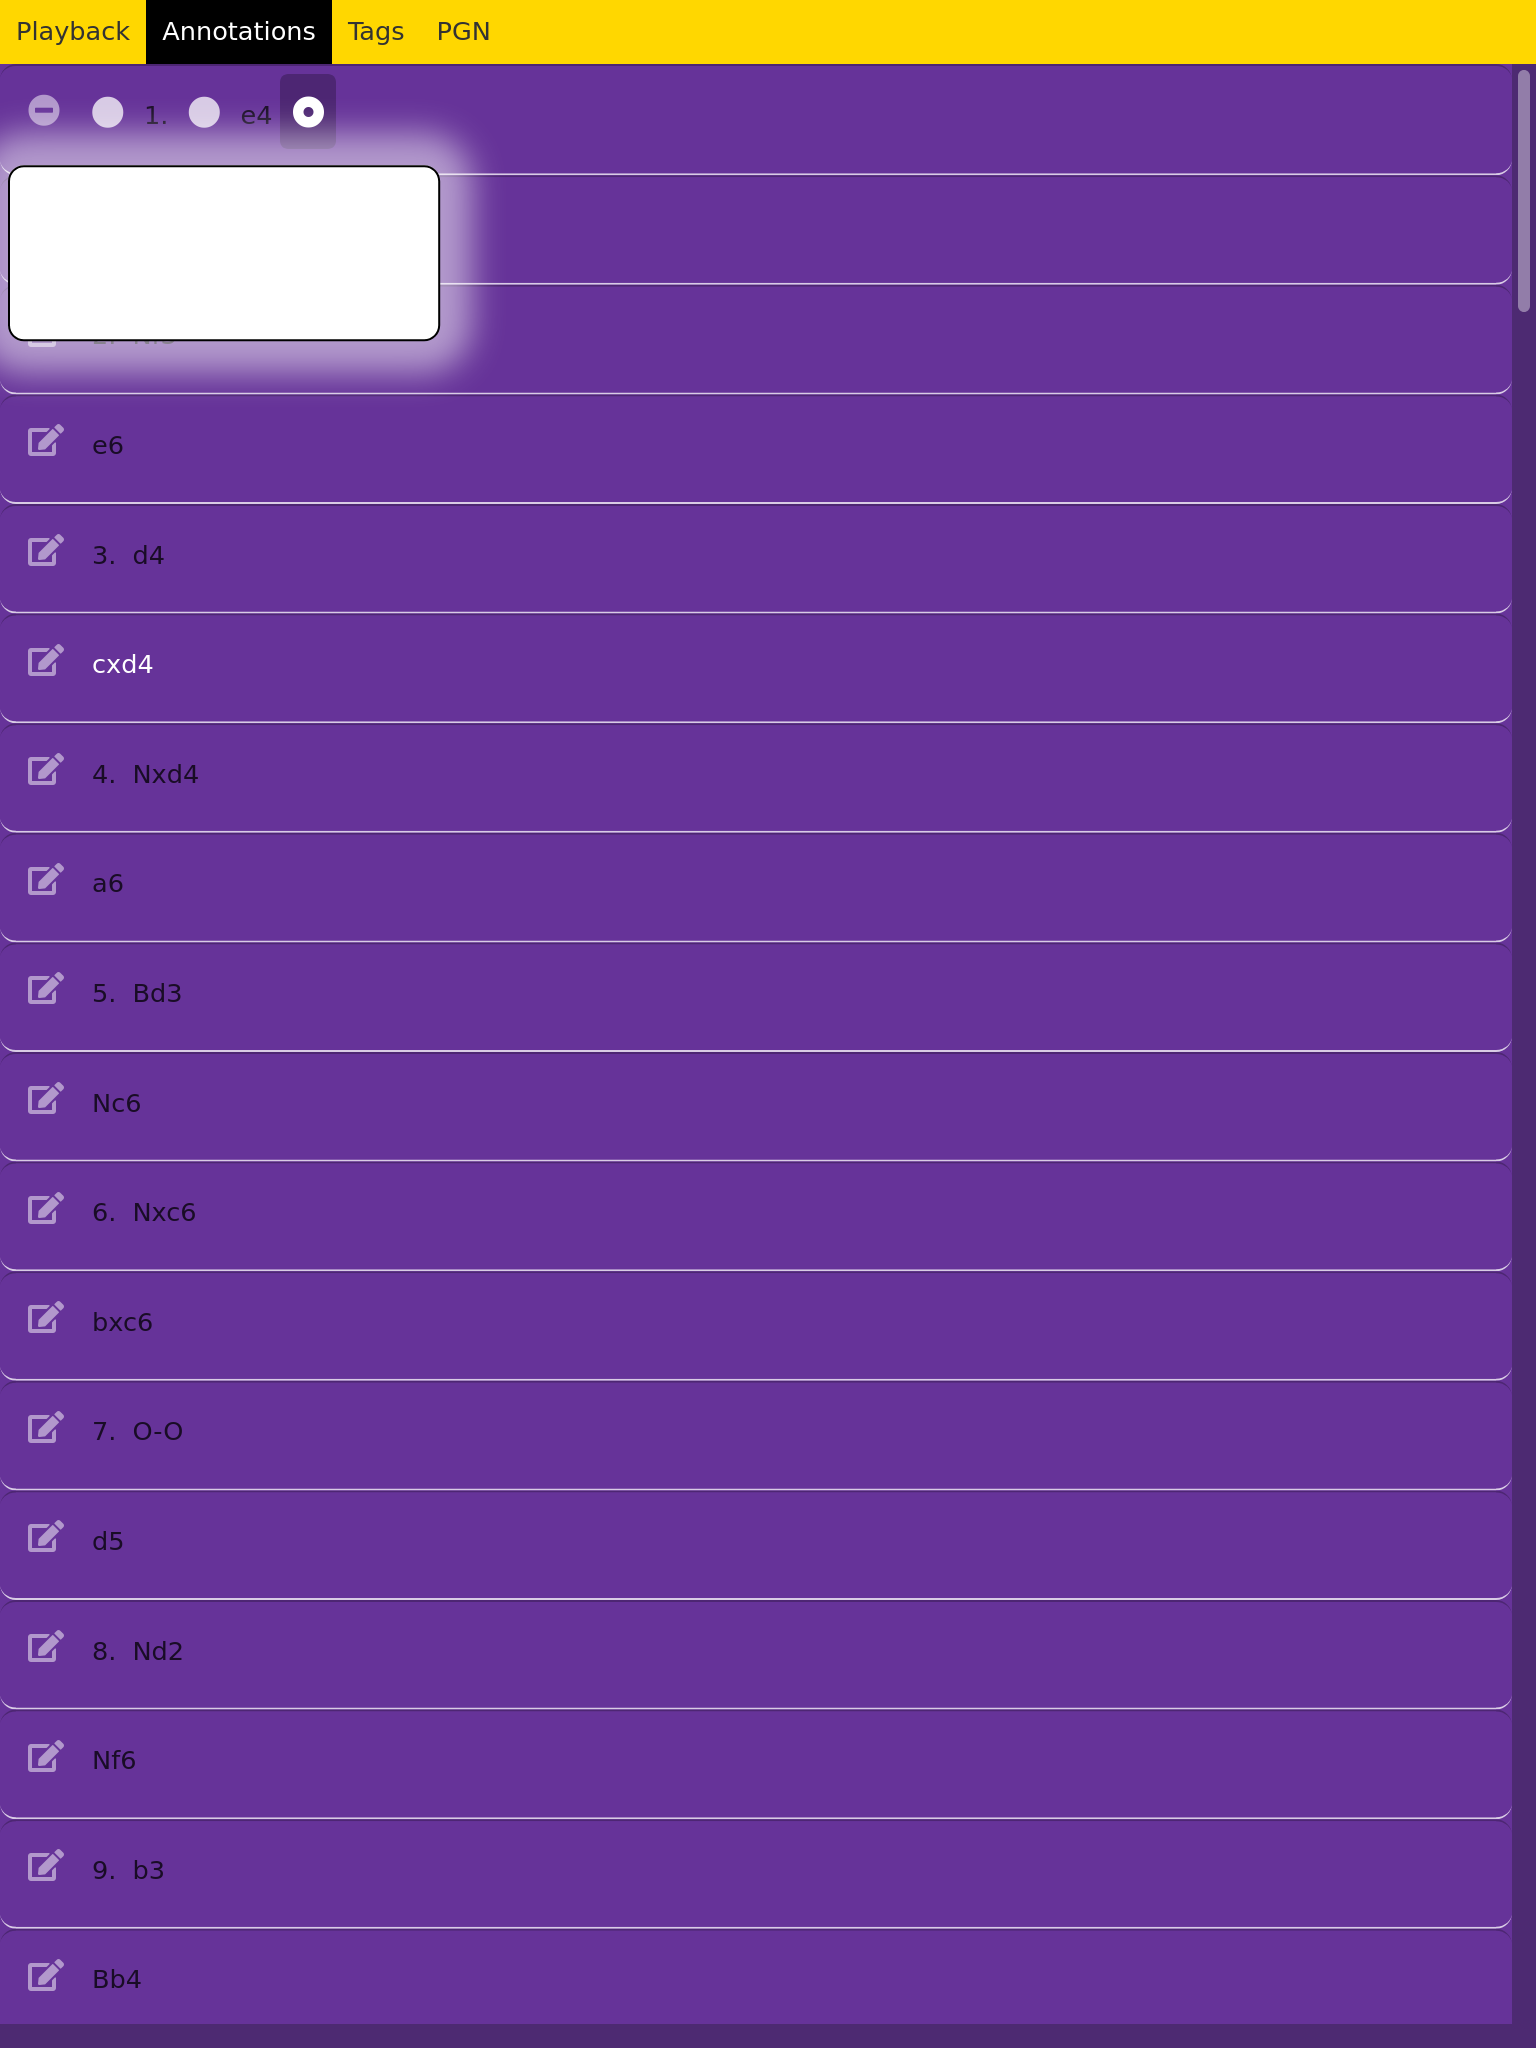 Playback Annotations Tags PGN
1. e4
e6
3. d4
cxd4
4. Nxd4
a6
5. Bd3
Nc6
6. Nxc6
bxc6
7. O-O
d5
8. Nd2
Nf6
9. b3
Bb4